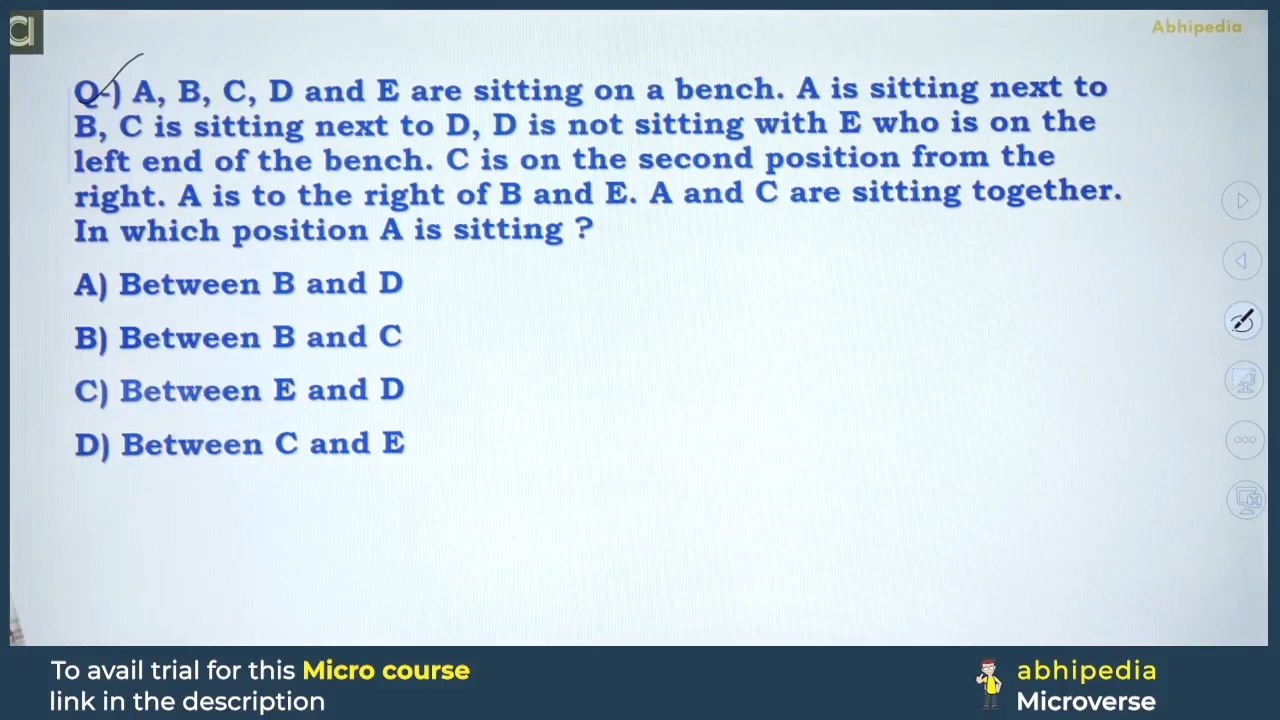 a
Abhipedia
Q-) A, B, C, D and E are sitting on a bench. A is sitting next to
B, C is sitting next to D, D is not sitting with E who is on the
left end of the bench. C is on the second position from the
right. A is to the right of B and E. A and C are sitting together.
In which position A is sitting ?
A) Between B and D
B) Between B and C
C) Between E and D
D) Between C and E
To avail trial for this Micro course
link in the description
abhipedia
Microverse